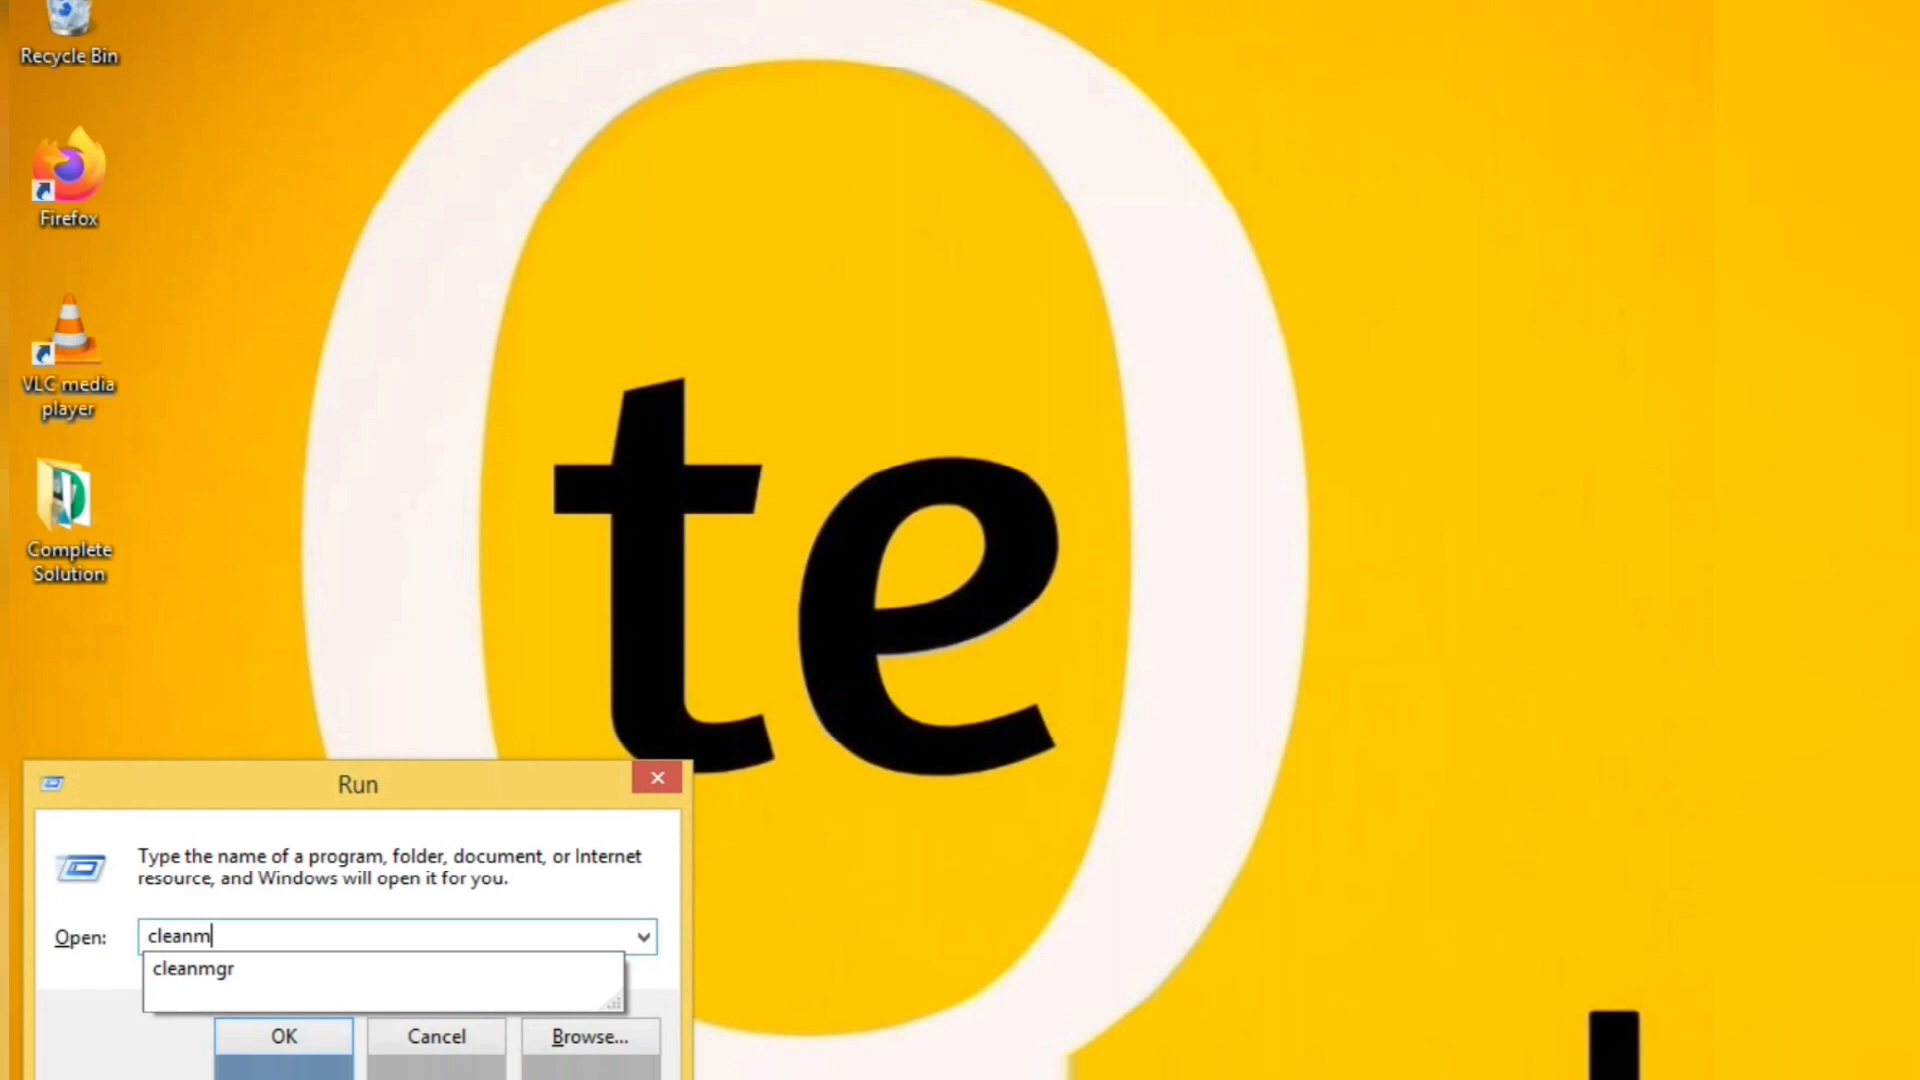 Recycle Bin
Firefox
VLC media
player
Complete
Solution
te
Run
Type the name of a program, folder, document, or Internet
resource, and Windows will open it for you.
Open:
cleanm
cleanmgr
OK
Cancel
Browse...